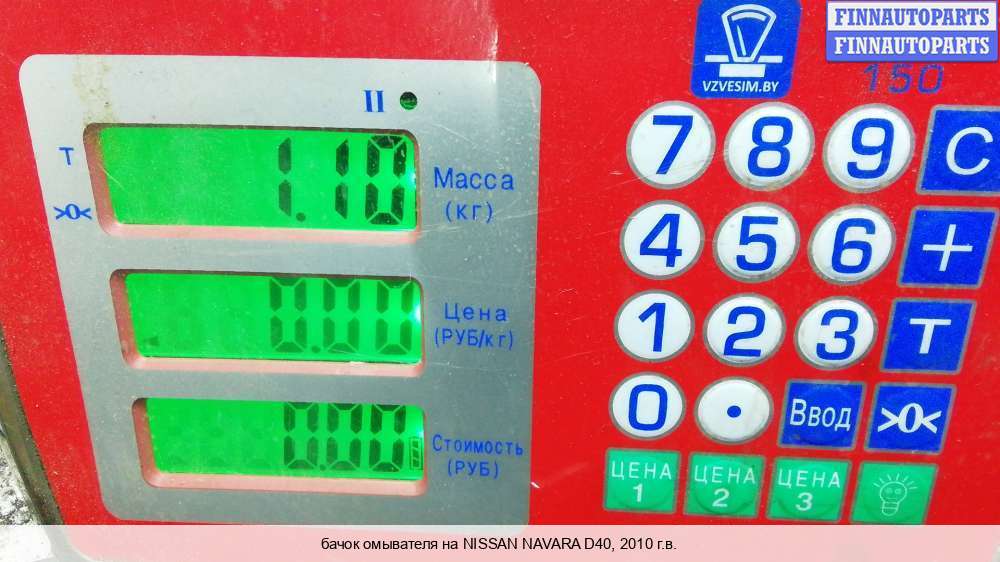 FINNAUTOPARTS
FINNAUTOPARTS
VZVESIM.BY
150
II
T
>0<
1.10
Масса
(кг)
0.00
Цена
(РУБ/кг)
0.00
Стоимость
(РУБ)
7 8 9 C
4 5 6 +
1 2 3 T
0 . Ввод >0<
ЦЕНА 1 ЦЕНА 2 ЦЕНА 3
бачок омывателя на NISSAN NAVARA D40, 2010 г.в.